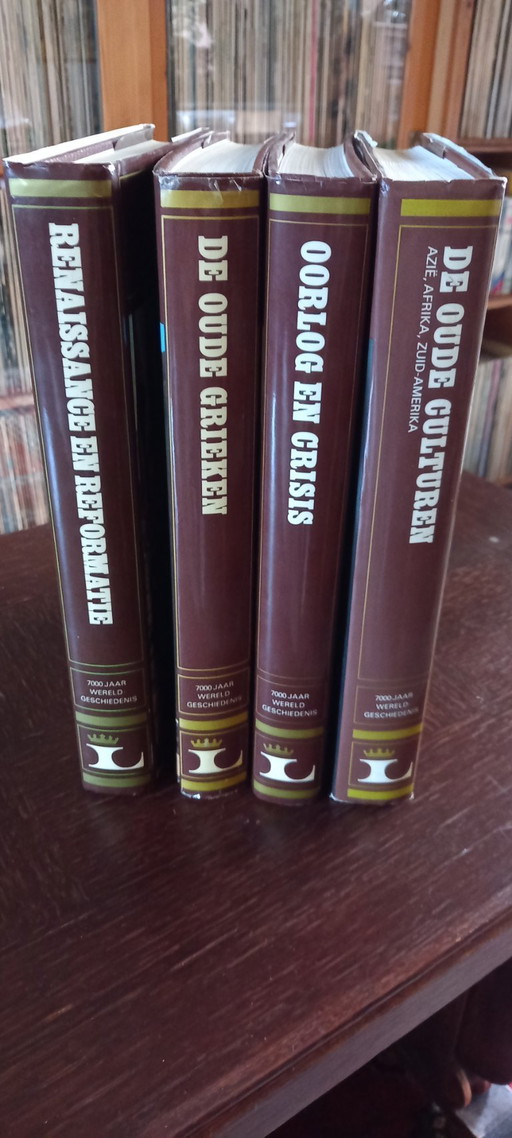 RENAISSANCE EN REFORMATIE
7000 JAAR
WERELD
GESCHIEDENIS
L
DE OUDE GRIEKEN
7000 JAAR
WERELD
GESCHIEDENIS
L
OORLOG EN CRISIS
7000 JAAR
WERELD
GESCHIEDENIS
L
DE OUDE CULTUREN
AZIË, AFRIKA, ZUID-AMERIKA
7000 JAAR
WERELD
GESCHIEDENIS
L